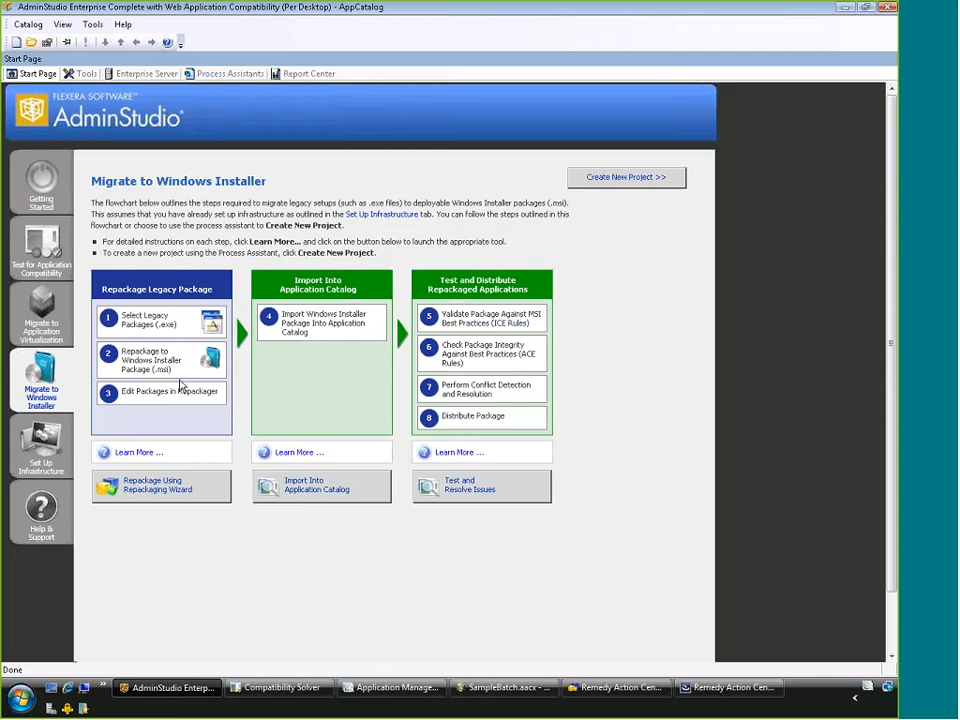 AdminStudio Enterprise Complete with Web Application Compatibility (Per Desktop) - AppCatalog
Catalog View Tools Help
Start Page
Start Page Tools Enterprise Server Process Assistants Report Center
FLEXERA SOFTWARE™
AdminStudio
Getting Started
Test for Application Compatibility
Migrate to Application Virtualization
Migrate to Windows Installer
Set Up Infrastructure
Help & Support
Migrate to Windows Installer
Create New Project >>
The flowchart below outlines the steps required to migrate legacy setups (such as .exe files) to deployable Windows Installer packages (.msi).
This assumes that you have already set up infrastructure as outlined in the Set Up Infrastructure tab. You can follow the steps outlined in this
flowchart or choose to use the process assistant to Create New Project.
For detailed instructions on each step, click Learn More... and click on the button below to launch the appropriate tool.
To create a new project using the Process Assistant, click Create New Project.
Repackage Legacy Package
1 Select Legacy
Packages (.exe)
2 Repackage to
Windows Installer
Package (.msi)
3 Edit Packages in Repackager
Learn More ...
Repackage Using
Repackaging Wizard
Import Into
Application Catalog
4 Import Windows Installer
Package Into Application
Catalog
Learn More ...
Import Into
Application Catalog
Test and Distribute
Repackaged Applications
5 Validate Package Against MSI
Best Practices (ICE Rules)
6 Check Package Integrity
Against Best Practices (ACE
Rules)
7 Perform Conflict Detection
and Resolution
8 Distribute Package
Learn More ...
Test and
Resolve Issues
Done
AdminStudio Enterp... Compatibility Solver Application Manage... SampleBatch.aacx - ... Remedy Action Cen... Remedy Action Cen...